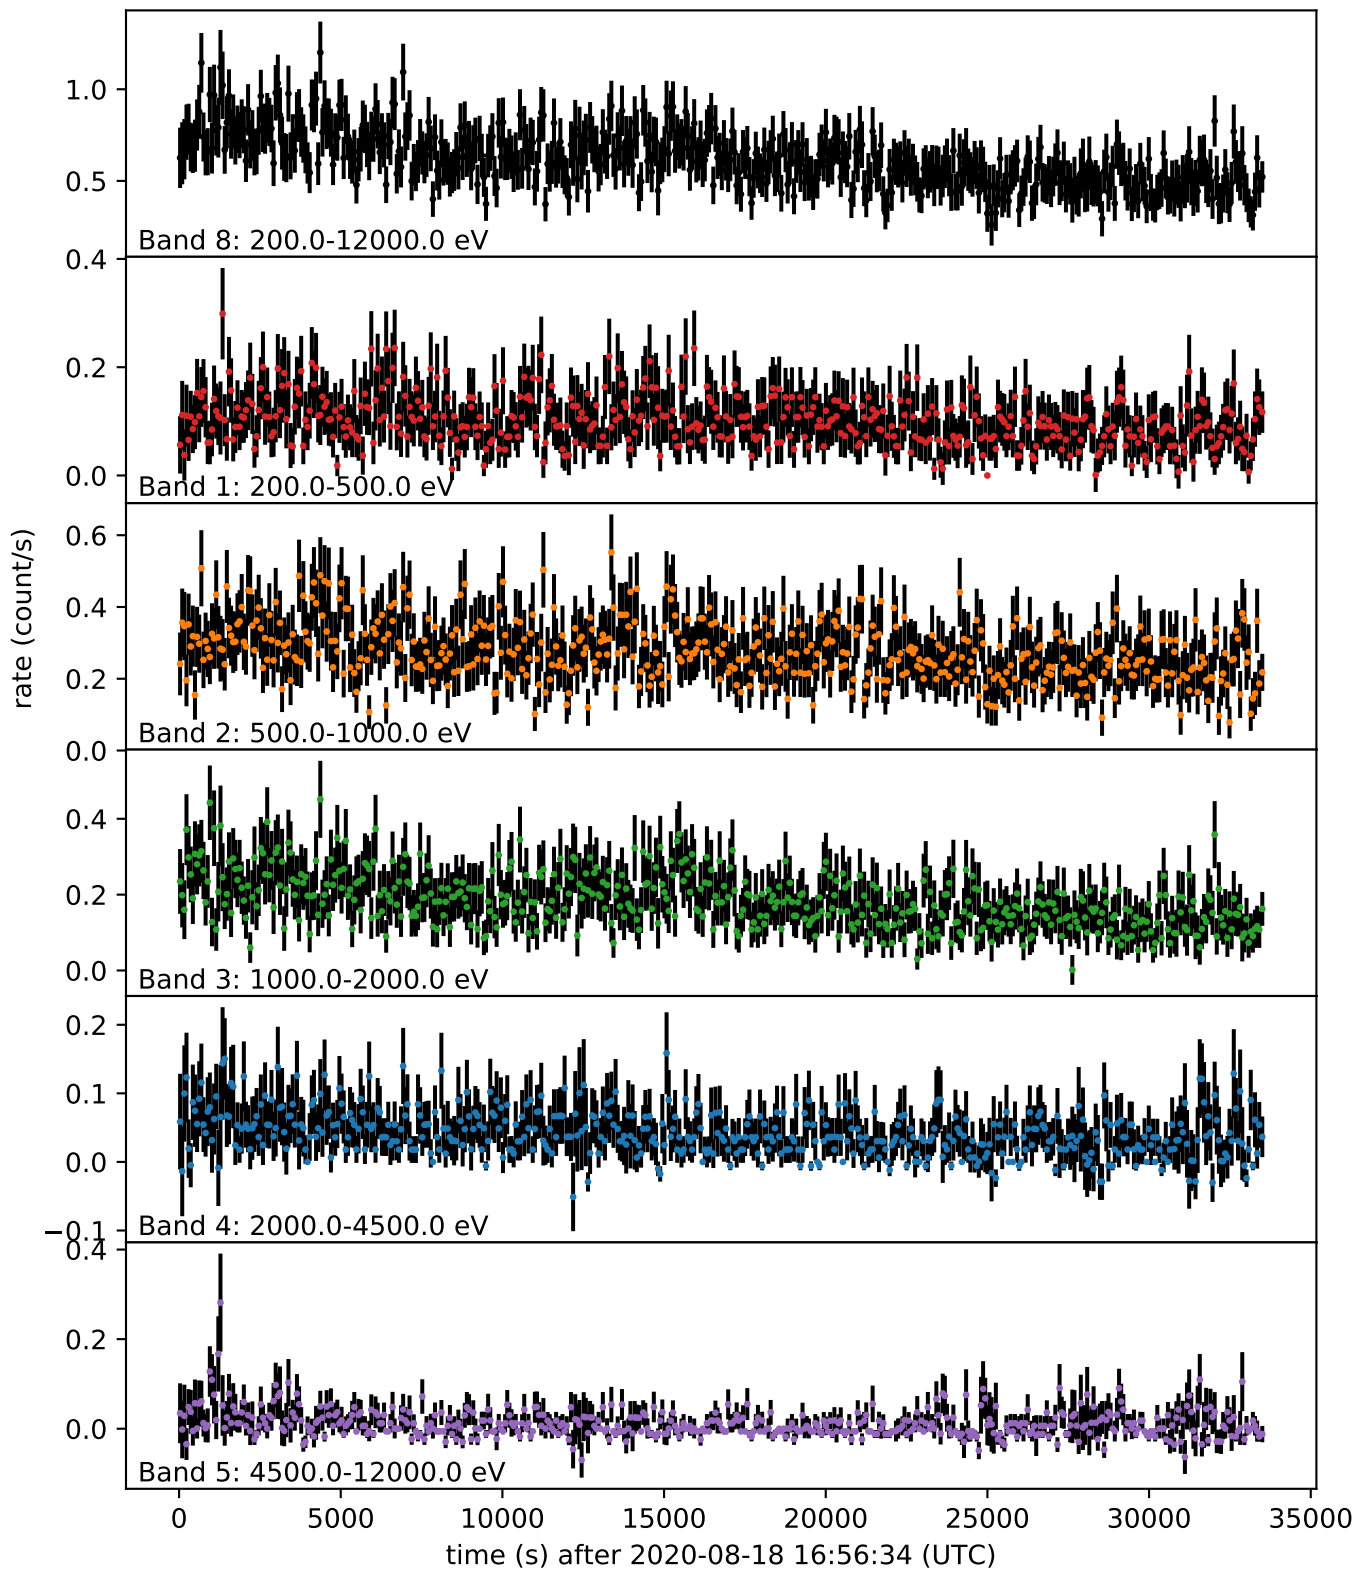 1.0
0.5
Band 8: 200.0-12000.0 eV
0.4
0.2
0.0
Band 1: 200.0-500.0 eV
0.6
0.4
0.2
0.0
Band 2: 500.0-1000.0 eV
rate (count/s)
0.4
0.2
0.0
Band 3: 1000.0-2000.0 eV
0.2
0.1
0.0
−0.1
Band 4: 2000.0-4500.0 eV
0.4
0.2
0.0
Band 5: 4500.0-12000.0 eV
0 5000 10000 15000 20000 25000 30000 35000
time (s) after 2020-08-18 16:56:34 (UTC)